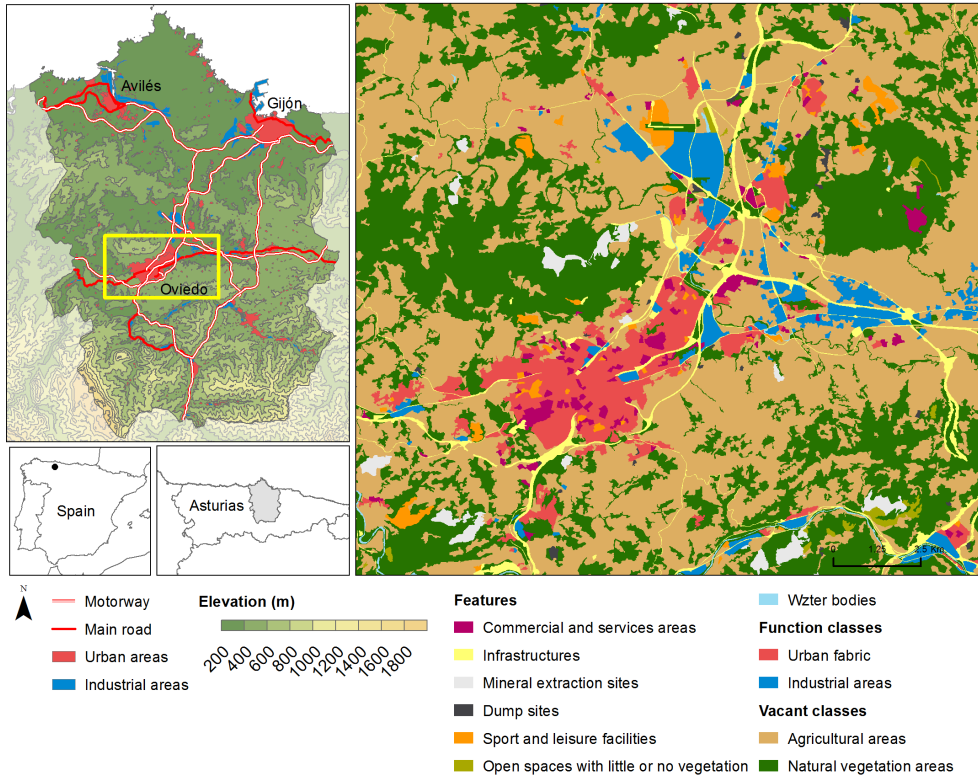 Avilés
Gijón
Oviedo
Spain
Asturias
0 1.25 2.5 Km
N
Motorway
Main road
Urban areas
Industrial areas
Elevation (m)
200 400 600 800 1000 1200 1400 1600 1800
Features
Commercial and services areas
Infrastructures
Mineral extraction sites
Dump sites
Sport and leisure facilities
Open spaces with little or no vegetation
Wzter bodies
Function classes
Urban fabric
Industrial areas
Vacant classes
Agricultural areas
Natural vegetation areas